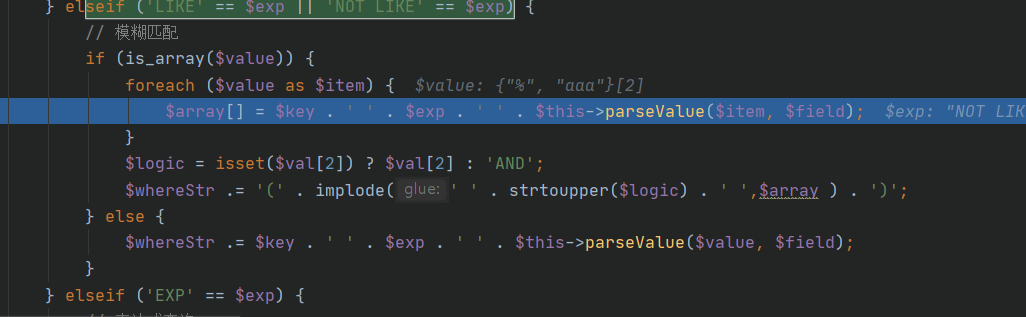 } elseif ('LIKE' == $exp || 'NOT LIKE' == $exp) {
// 模糊匹配
if (is_array($value)) {
foreach ($value as $item) { $value: {"%", "aaa"}[2]
$array[] = $key . ' ' . $exp . ' ' . $this->parseValue($item, $field); $exp: "NOT LIK
}
$logic = isset($val[2]) ? $val[2] : 'AND';
$whereStr .= '(' . implode( glue: ' ' . strtoupper($logic) . ' ',$array ) . ')';
} else {
$whereStr .= $key . ' ' . $exp . ' ' . $this->parseValue($value, $field);
}
} elseif ('EXP' == $exp) {